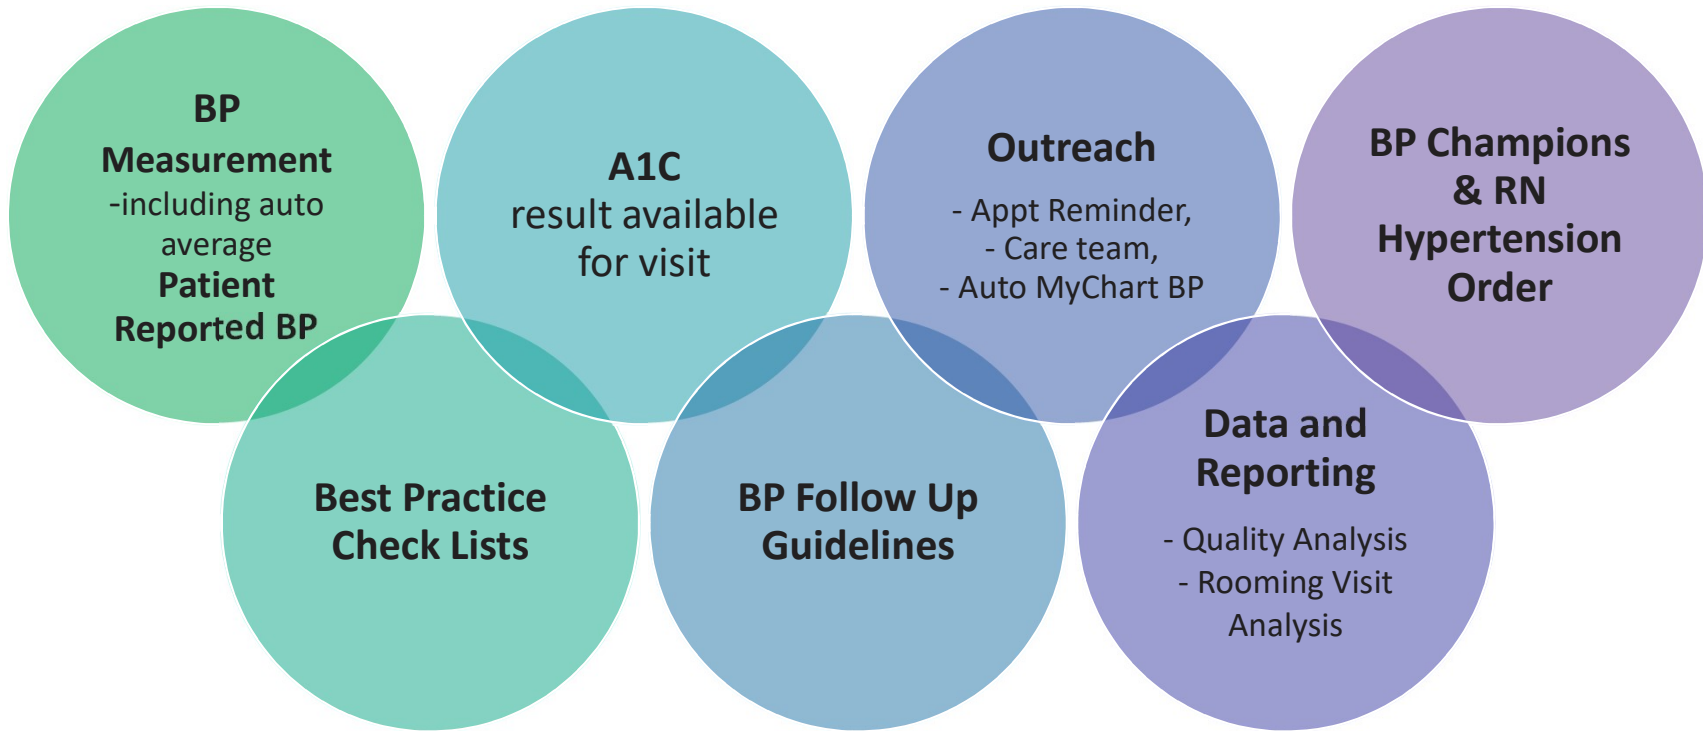 BP
Measurement
-including auto
average
Patient
Reported BP
A1C
result available
for visit
Outreach
- Appt Reminder,
- Care team,
- Auto MyChart BP
BP Champions
& RN
Hypertension
Order
Best Practice
Check Lists
BP Follow Up
Guidelines
Data and
Reporting
- Quality Analysis
- Rooming Visit
Analysis